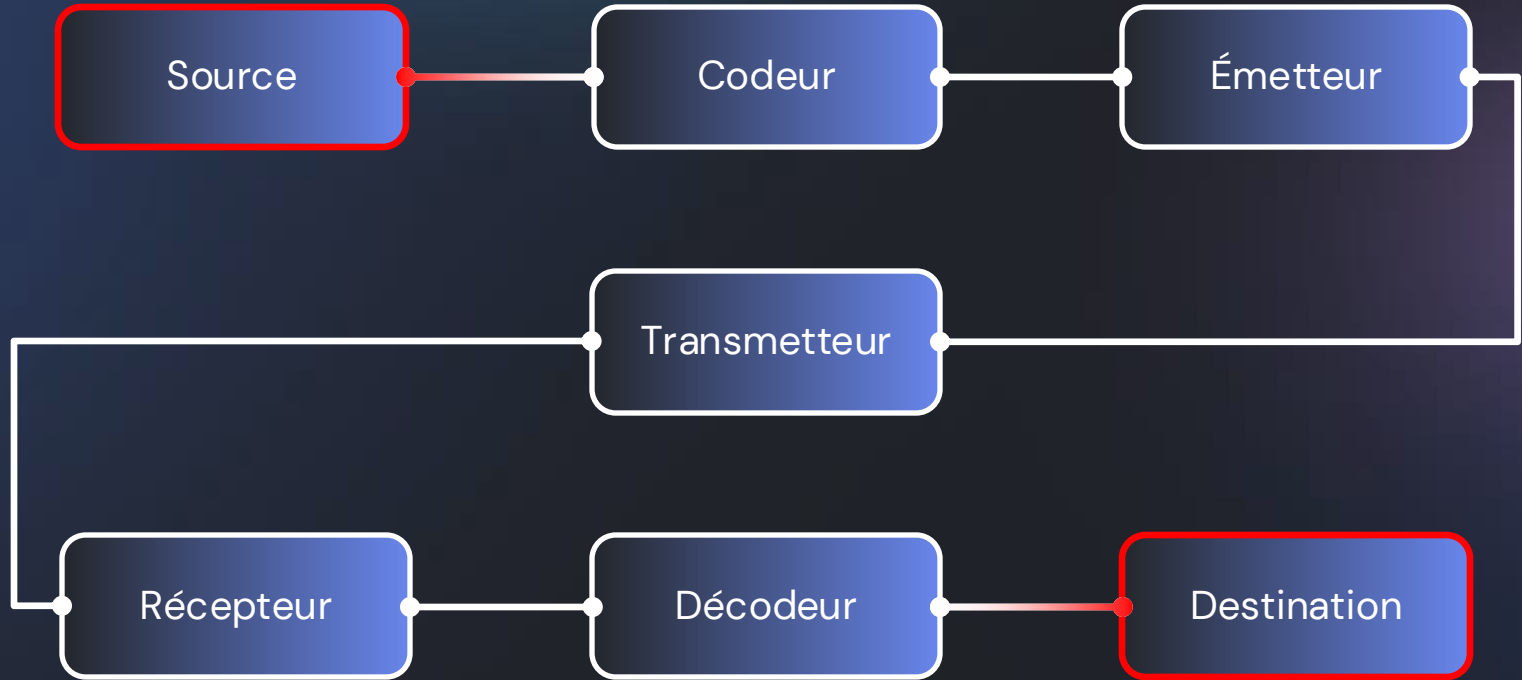 Source
Codeur
Émetteur
Transmetteur
Récepteur
Décodeur
Destination